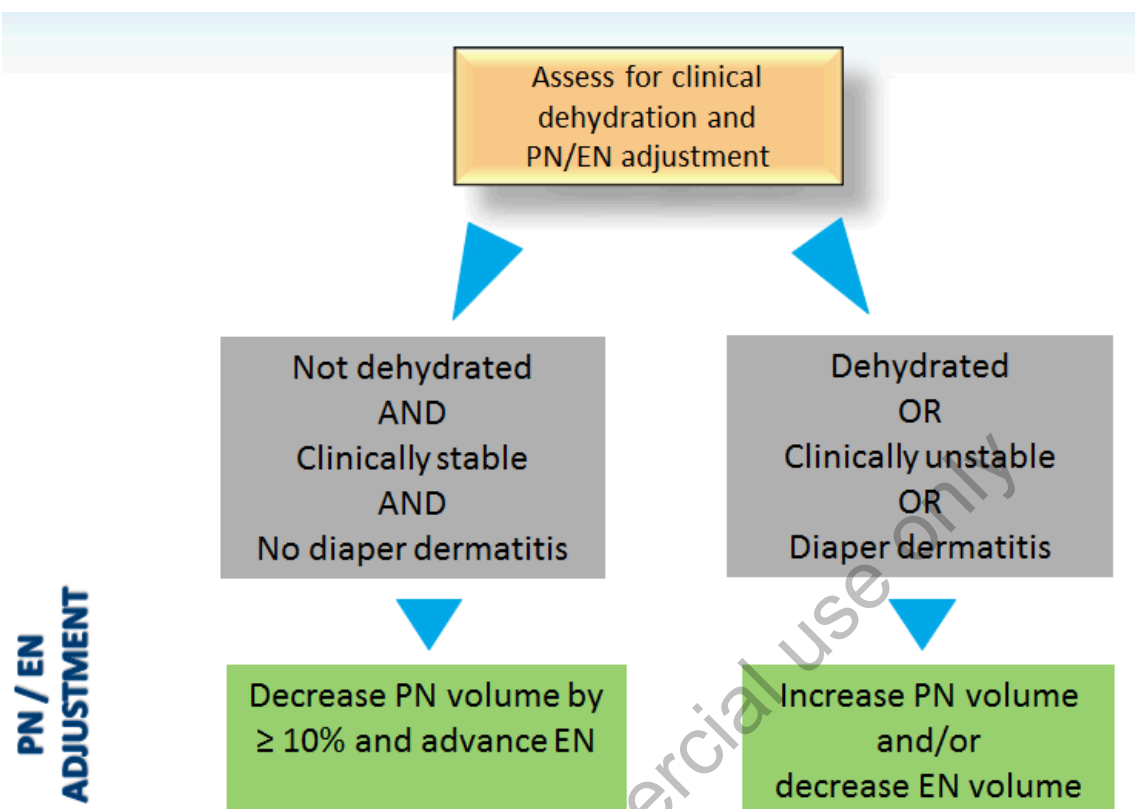 Assess for clinical
dehydration and
PN/EN adjustment
Not dehydrated
AND
Clinically stable
AND
No diaper dermatitis
Dehydrated
OR
Clinically unstable
OR
Diaper dermatitis
PN / EN
ADJUSTMENT
Decrease PN volume by
≥ 10% and advance EN
Increase PN volume
and/or
decrease EN volume
ercial use only